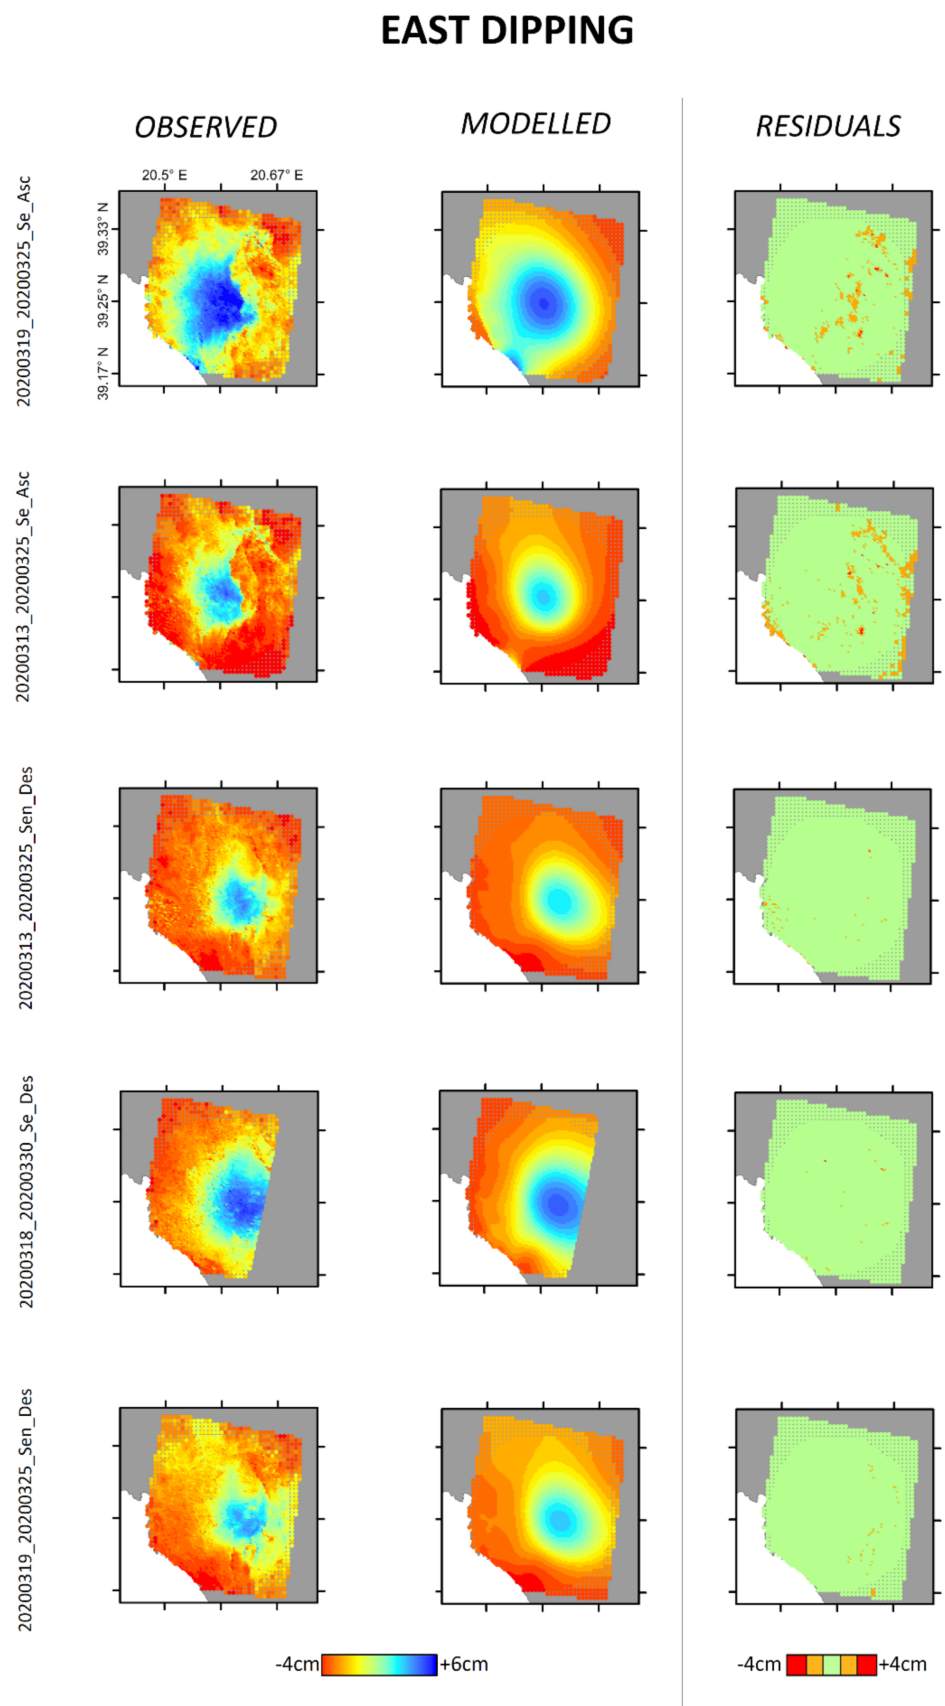 EAST DIPPING
OBSERVED
MODELLED
RESIDUALS
20.5° E
20.67° E
20200319_20200325_Se_Asc
39.33° N
39.25° N
39.17° N
20200313_20200325_Se_Asc
20200313_20200325_Sen_Des
20200318_20200330_Se_Des
20200319_20200325_Sen_Des
-4cm
+6cm
-4cm
+4cm